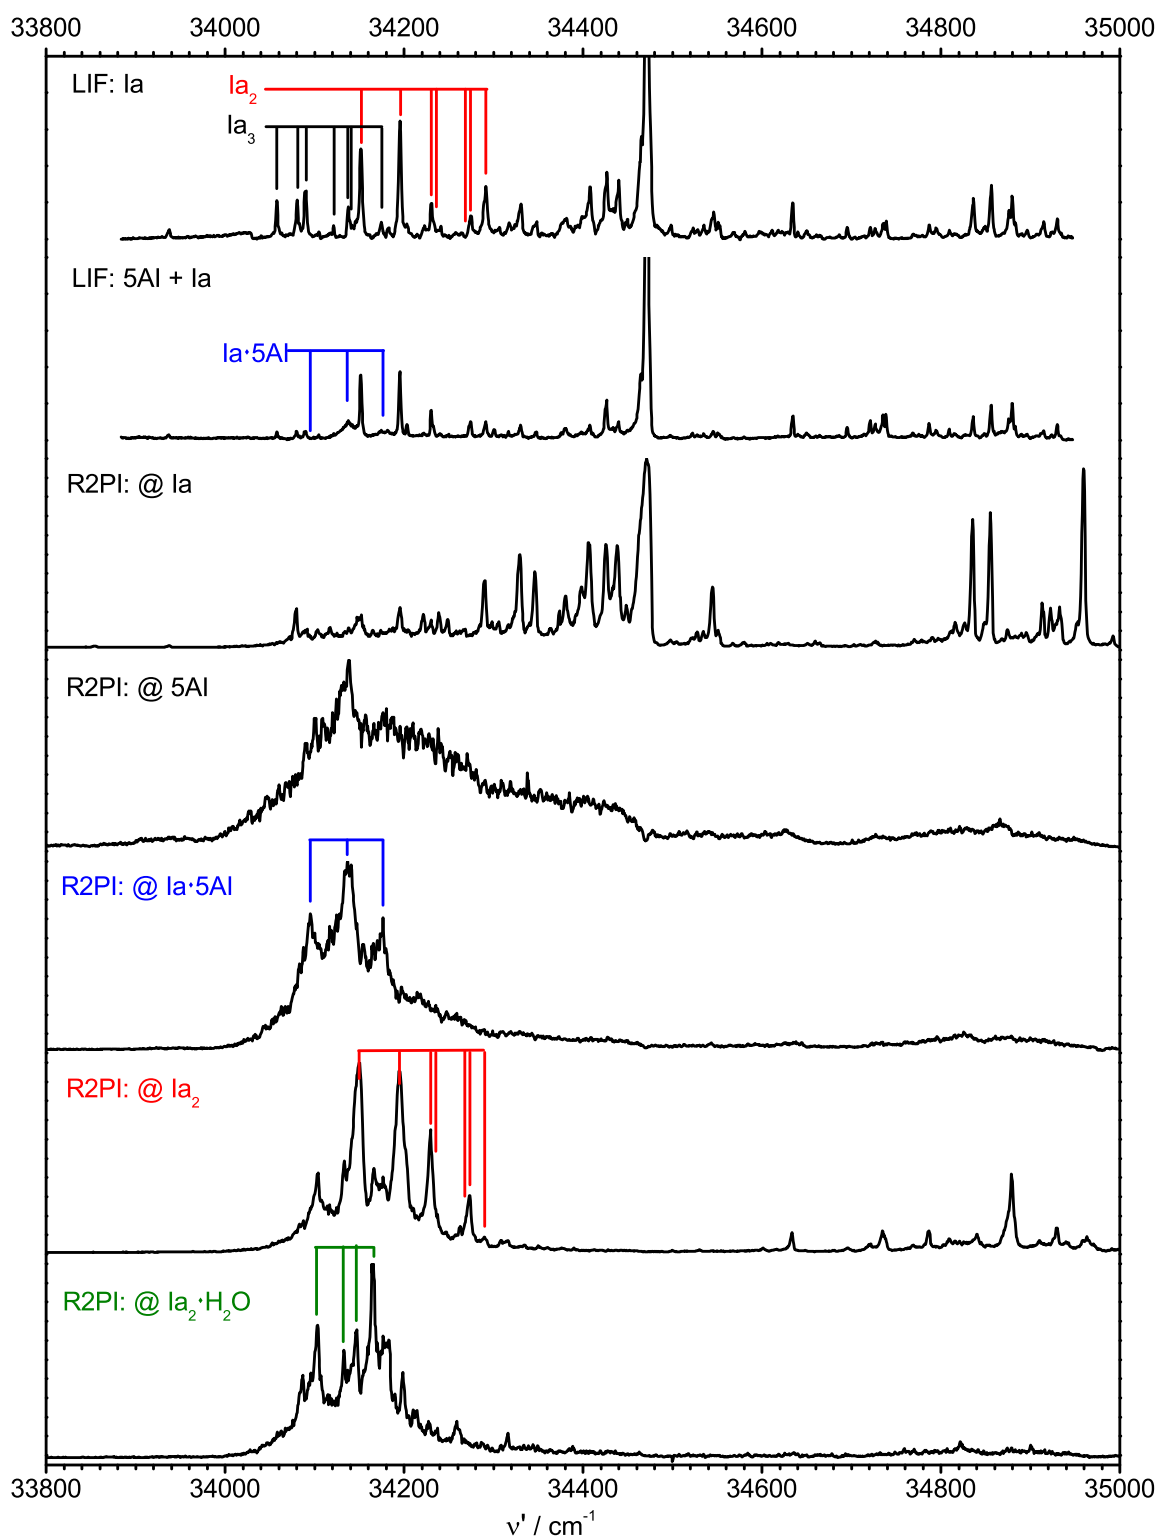 33800 34000 34200 34400 34600 34800 35000
LIF: Ia
Ia₂
Ia₃
LIF: 5AI + Ia
Ia·5AI
R2PI: @ Ia
R2PI: @ 5AI
R2PI: @ Ia·5AI
R2PI: @ Ia₂
R2PI: @ Ia₂·H₂O
33800 34000 34200 34400 34600 34800 35000
ν' / cm⁻¹